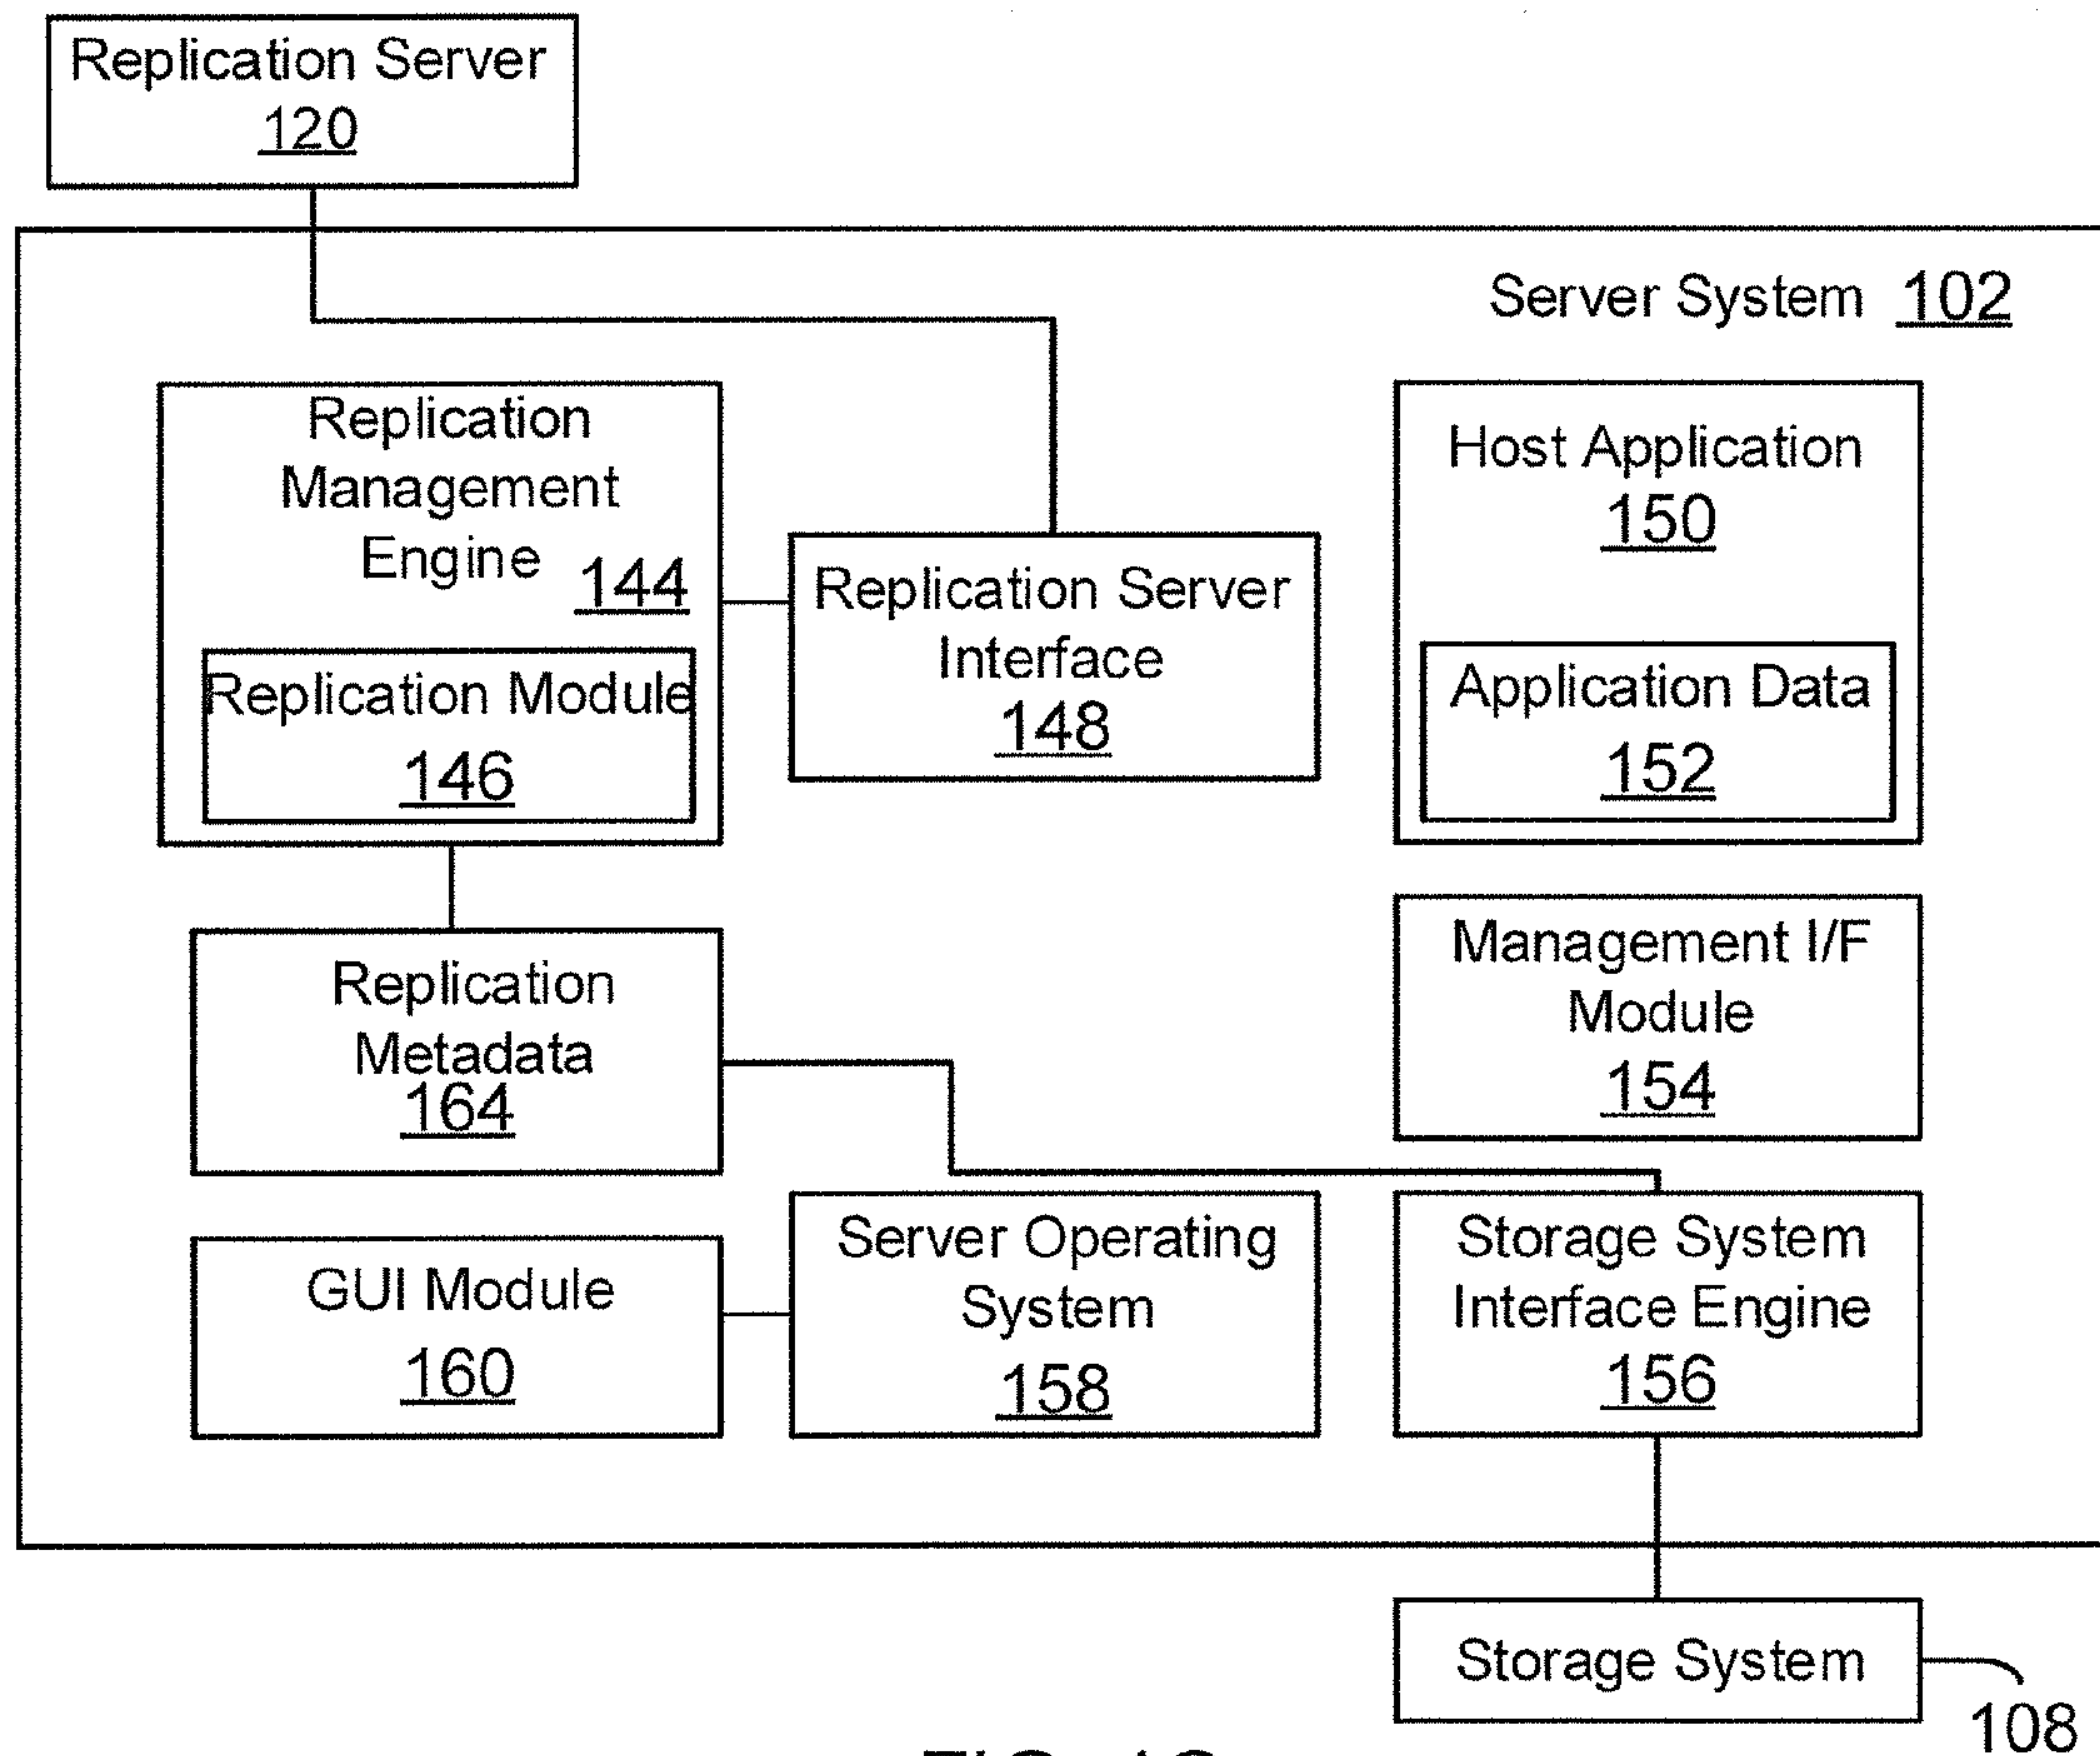 Replication Server
120
Server System 102
Replication
Management
Engine 144
Replication Module
146
Replication Server
Interface
148
Host Application
150
Application Data
152
Replication
Metadata
164
Management I/F
Module
154
GUI Module
160
Server Operating
System
158
Storage System
Interface Engine
156
Storage System
108